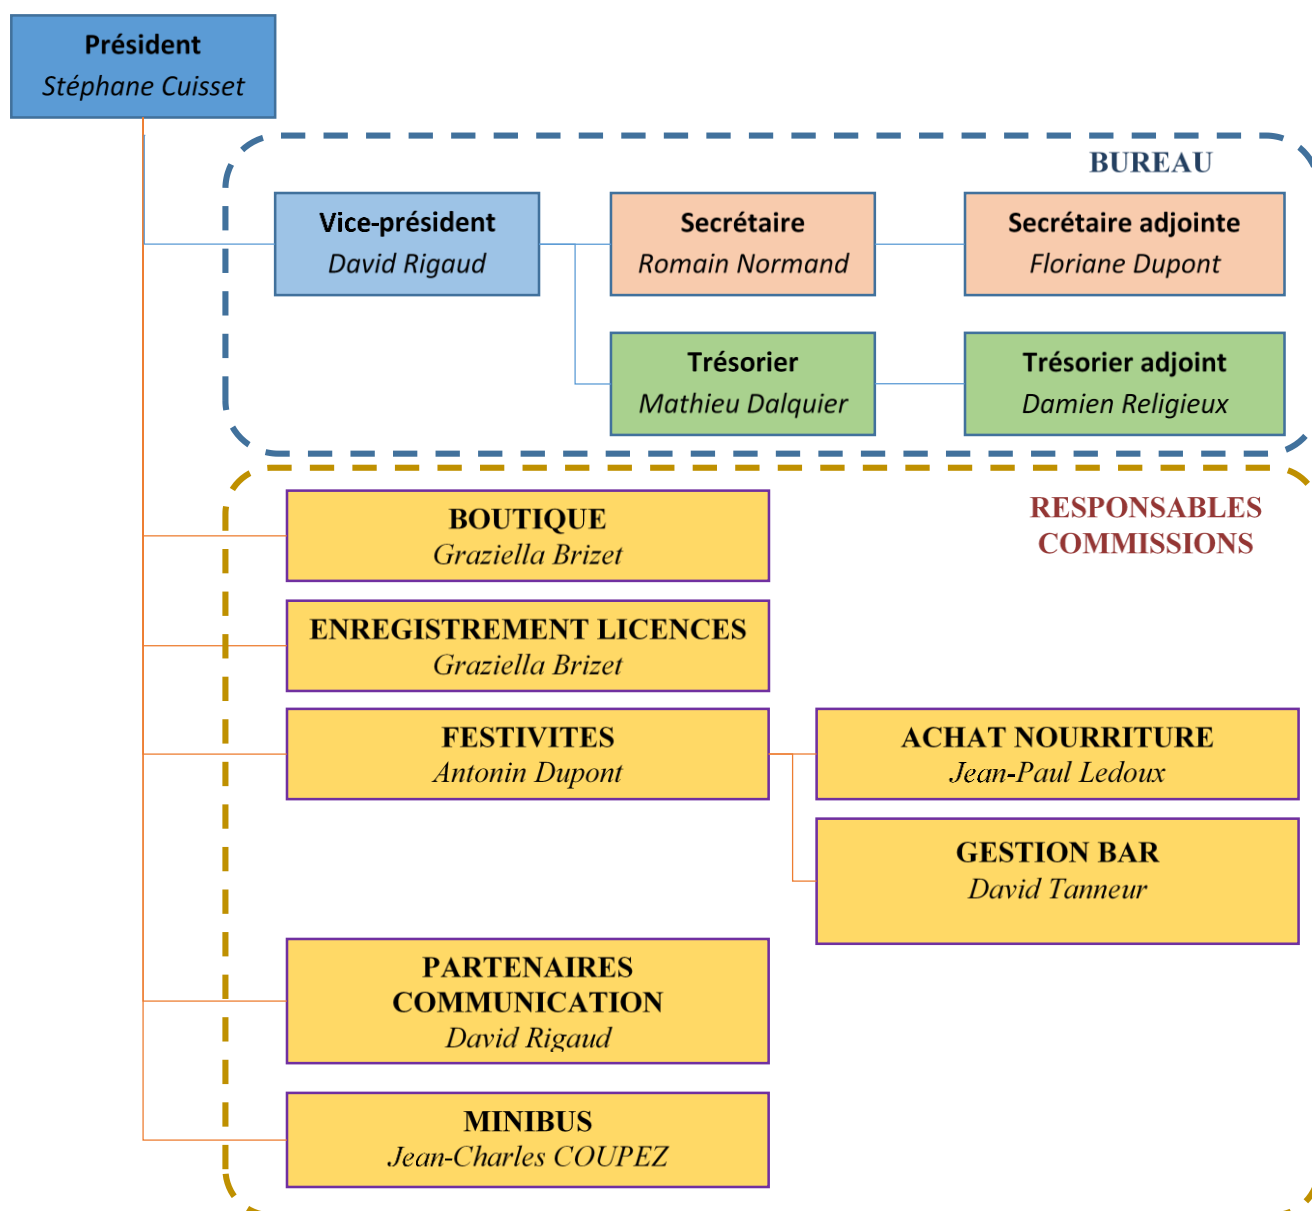 Président
Stéphane Cuisset
BUREAU
Vice-président
David Rigaud
Secrétaire
Romain Normand
Secrétaire adjointe
Floriane Dupont
Trésorier
Mathieu Dalquier
Trésorier adjoint
Damien Religieux
RESPONSABLES
COMMISSIONS
BOUTIQUE
Graziella Brizet
ENREGISTREMENT LICENCES
Graziella Brizet
FESTIVITES
Antonin Dupont
ACHAT NOURRITURE
Jean-Paul Ledoux
GESTION BAR
David Tanneur
PARTENAIRES
COMMUNICATION
David Rigaud
MINIBUS
Jean-Charles COUPEZ